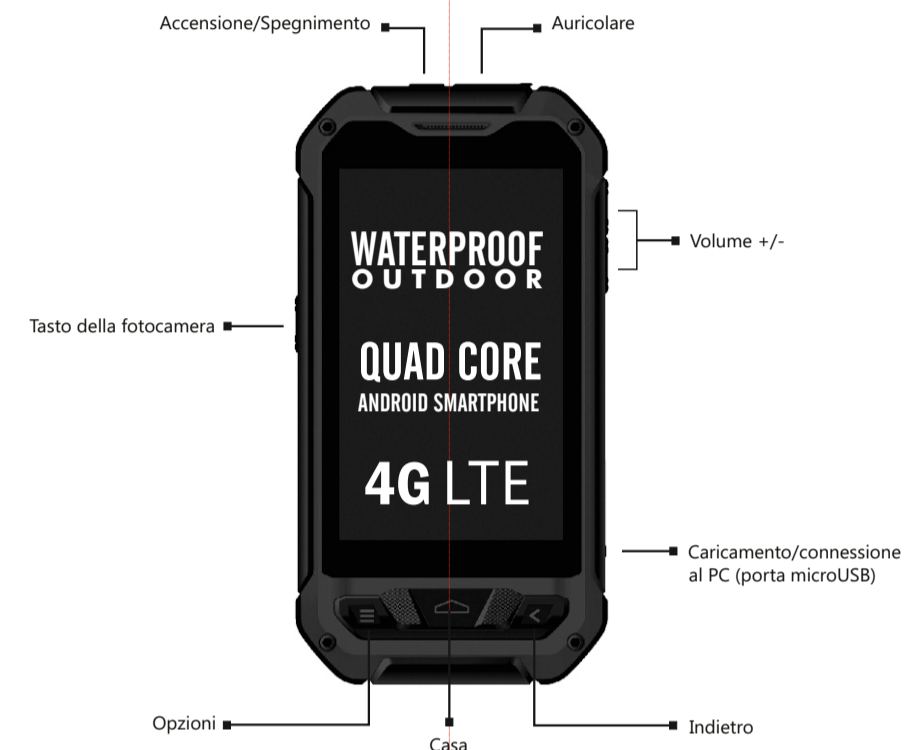 Accensione/Spegnimento
Auricolare
WATERPROOF
OUTDOOR
Volume +/-
Tasto della fotocamera
QUAD CORE
ANDROID SMARTPHONE
4G LTE
Caricamento/connessione
al PC (porta microUSB)
Opzioni
Casa
Indietro